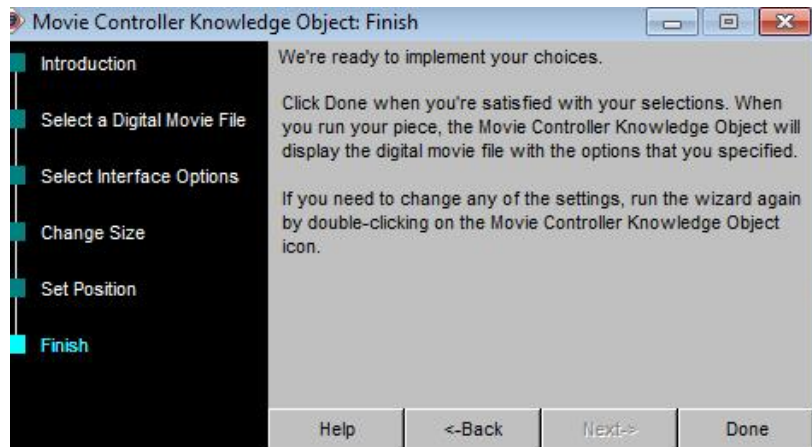 Movie Controller Knowledge Object: Finish
Introduction
Select a Digital Movie File
Select Interface Options
Change Size
Set Position
Finish
We're ready to implement your choices.
Click Done when you're satisfied with your selections. When
you run your piece, the Movie Controller Knowledge Object will
display the digital movie file with the options that you specified.
If you need to change any of the settings, run the wizard again
by double-clicking on the Movie Controller Knowledge Object
icon.
Help
<-Back
Next->
Done